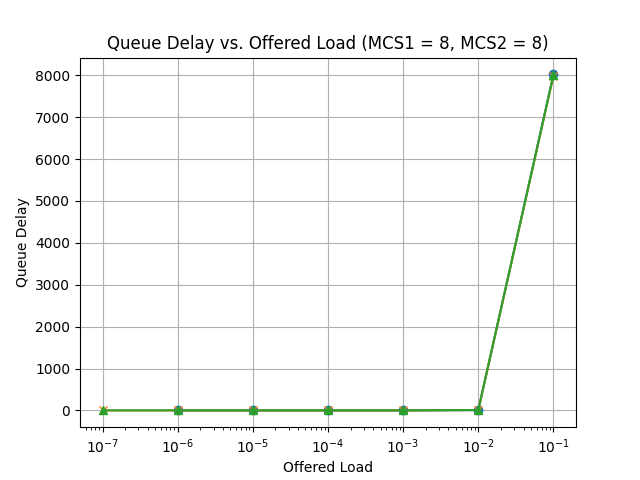 Queue Delay vs. Offered Load (MCS1 = 8, MCS2 = 8)
8000
7000
6000
5000
4000
3000
2000
1000
0
Queue Delay
10⁻⁷ 10⁻⁶ 10⁻⁵ 10⁻⁴ 10⁻³ 10⁻² 10⁻¹
Offered Load